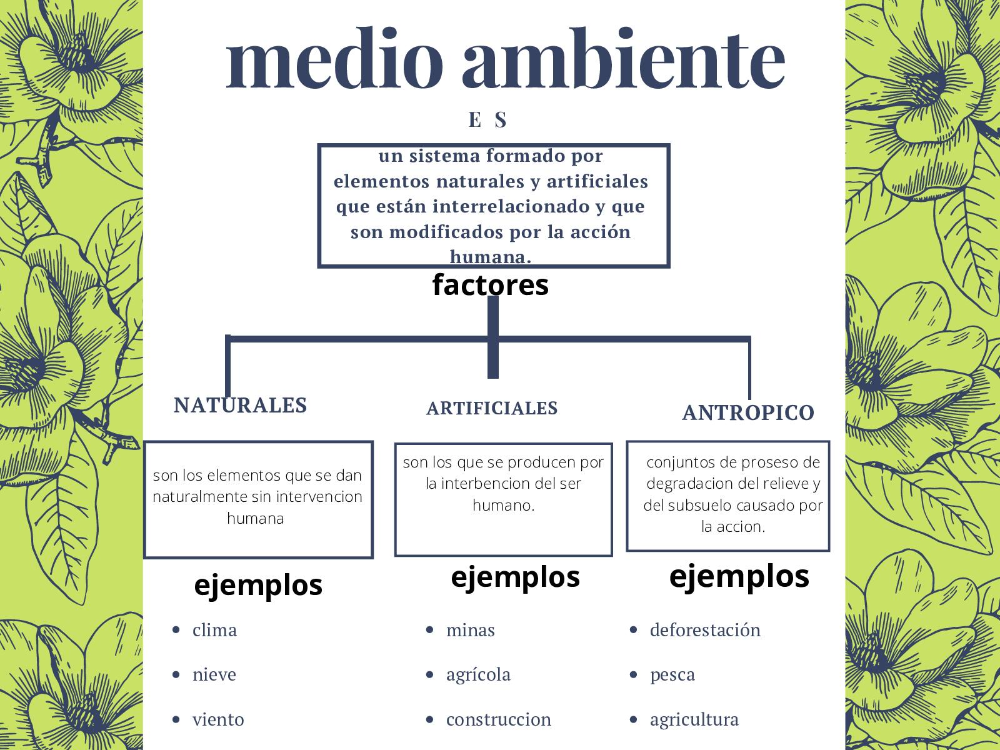 medio ambiente
ES
un sistema formado por
elementos naturales y artificiales
que están interrelacionado y que
son modificados por la acción
humana.
factores
NATURALES
ARTIFICIALES
ANTROPICO
son los elementos que se dan
naturalmente sin intervencion
humana
son los que se producen por
la interbencion del ser
humano.
conjuntos de proseso de
degradacion del relieve y
del subsuelo causado por
la accion.
ejemplos
ejemplos
ejemplos
• clima
• nieve
• viento
• minas
• agrícola
• construccion
• deforestación
• pesca
• agricultura